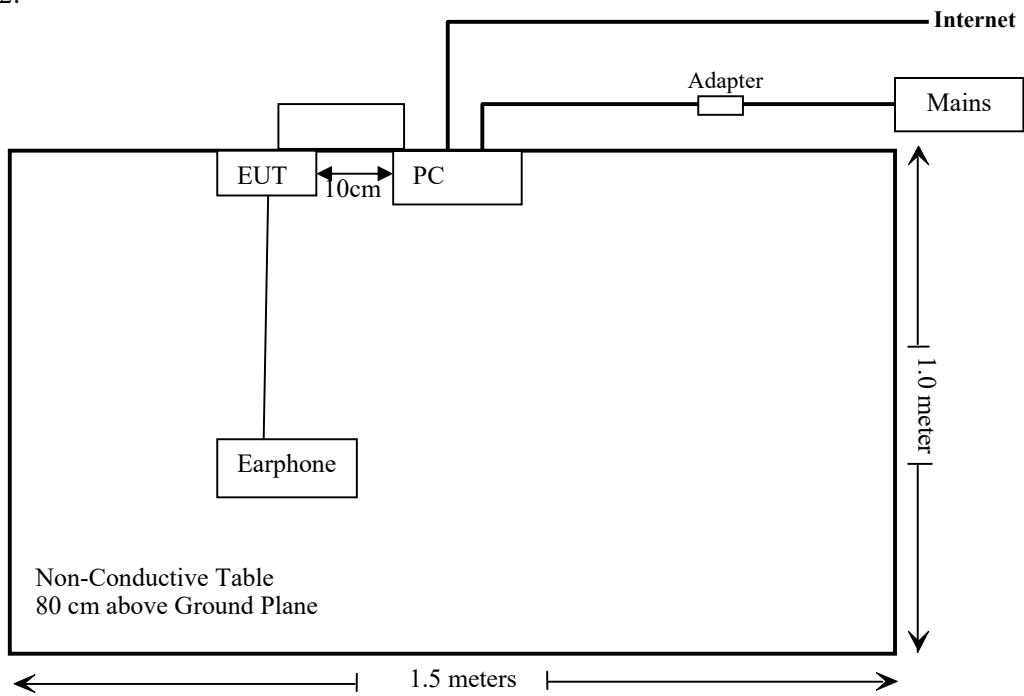 2.
Internet
Adapter
Mains
EUT
10cm
PC
1.0 meter
Earphone
Non-Conductive Table
80 cm above Ground Plane
1.5 meters